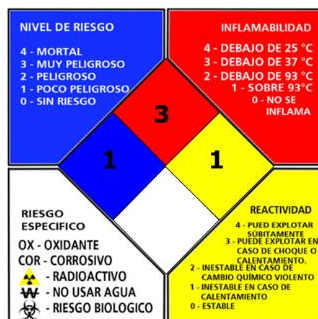 NIVEL DE RIESGO
4 - MORTAL
3 - MUY PELIGROSO
2 - PELIGROSO
1 - POCO PELIGROSO
0 - SIN RIESGO
INFLAMABILIDAD
4 - DEBAJO DE 25 °C
3 - DEBAJO DE 37 °C
2 - DEBAJO DE 93 °C
1 - SOBRE 93°C
0 - NO SE
INFLAMA
3
1
1
RIESGO
ESPECIFICO
OX - OXIDANTE
COR - CORROSIVO
- RADIOACTIVO
W - NO USAR AGUA
- RIESGO BIOLOGICO
REACTIVIDAD
4 - PUED EXPLOTAR
SÚBITAMENTE
3 - PUEDE EXPLOTAR EN
CASO DE CHOQUE O
CALENTAMIENTO.
2 - INESTABLE EN CASO DE
CAMBIO QUÍMICO VIOLENTO
1 - INESTABLE EN CASO DE
CALENTAMIENTO
0 - ESTABLE